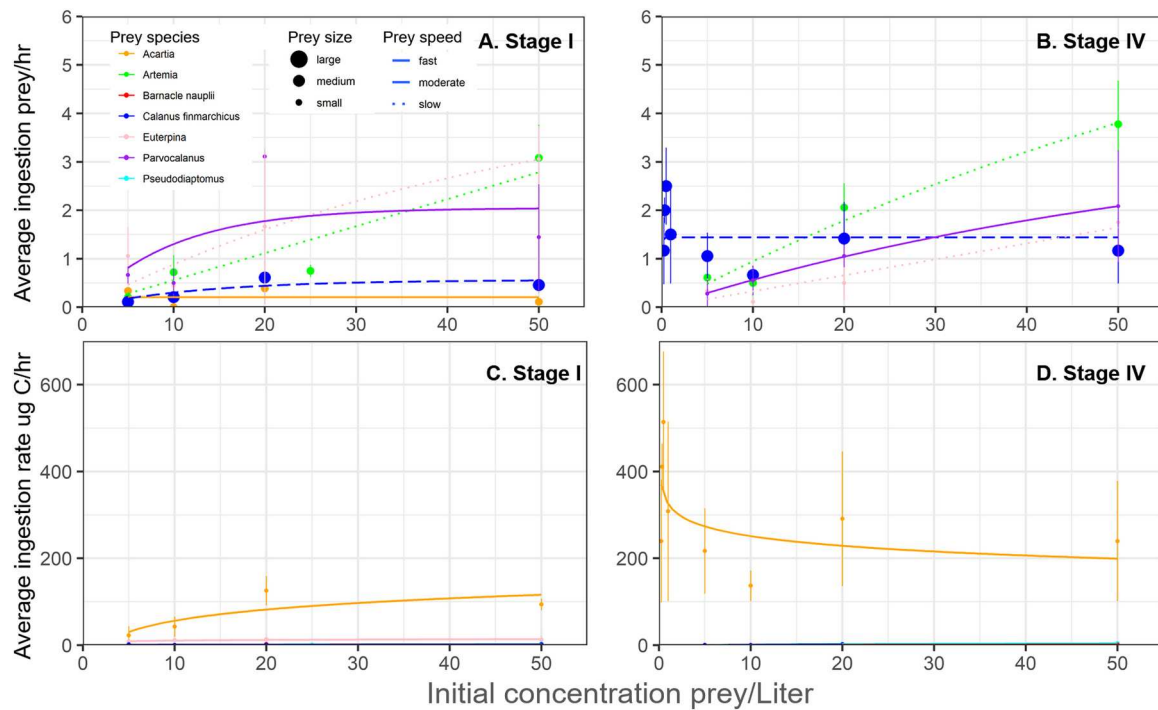 A. Stage I
Prey species
Acartia
Artemia
Barnacle nauplii
Calanus finmarchicus
Euterpina
Parvocalanus
Pseudodiaptomus
Prey size
large
medium
small
Prey speed
fast
moderate
slow
Average ingestion prey/hr
6
5
4
3
2
1
0
0 10 20 30 40 50
B. Stage IV
6
5
4
3
2
1
0
0 10 20 30 40 50
C. Stage I
Average ingestion rate ug C/hr
600
400
200
0
0 10 20 30 40 50
D. Stage IV
600
400
200
0
0 10 20 30 40 50
Initial concentration prey/Liter